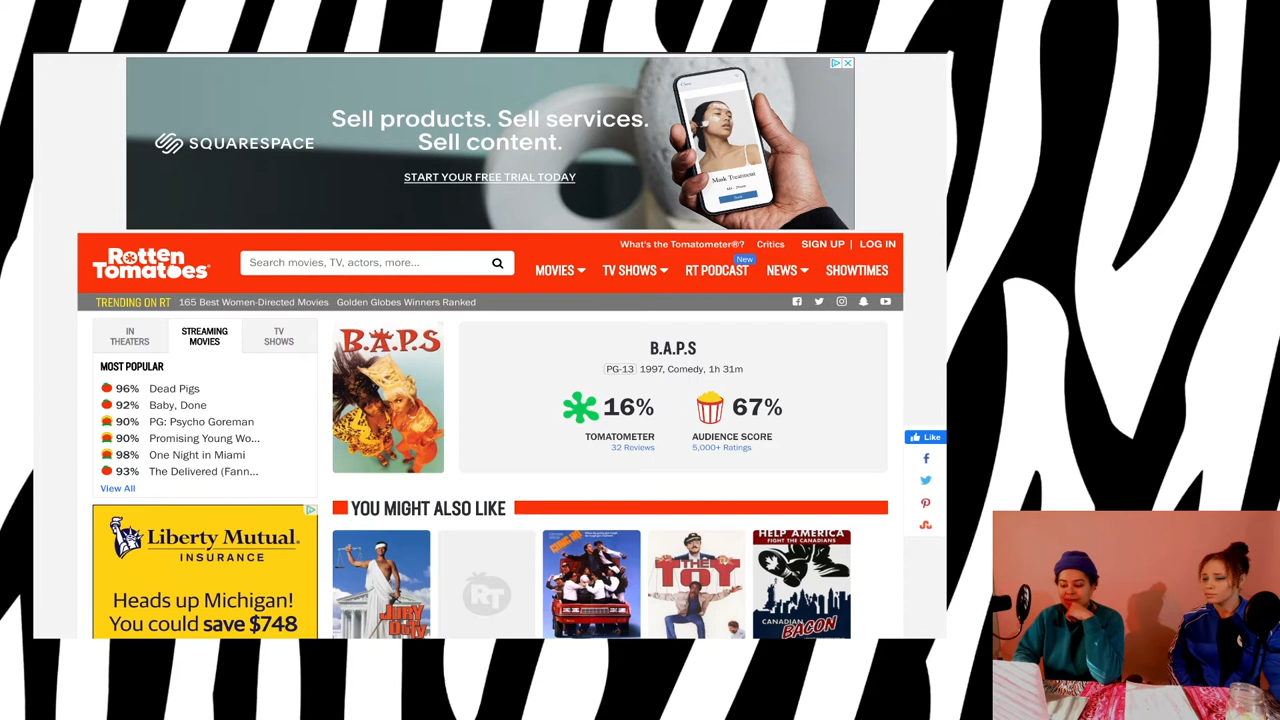 SQUARESPACE
Sell products. Sell services.
Sell content.
START YOUR FREE TRIAL TODAY
Mask Treatment
Rotten
Tomatoes
Search movies, TV, actors, more...
What's the Tomatometer®?
Critics
SIGN UP | LOG IN
MOVIES
TV SHOWS
RT PODCAST
New
NEWS
SHOWTIMES
TRENDING ON RT
165 Best Women-Directed Movies
Golden Globes Winners Ranked
IN
THEATERS
STREAMING
MOVIES
TV
SHOWS
MOST POPULAR
96% Dead Pigs
92% Baby, Done
90% PG: Psycho Goreman
90% Promising Young Wo...
98% One Night in Miami
93% The Delivered (Fann...
View All
B.A.P.S
B.A.P.S
PG-13 1997, Comedy, 1h 31m
16%
TOMATOMETER
32 Reviews
67%
AUDIENCE SCORE
5,000+ Ratings
Like
YOU MIGHT ALSO LIKE
Liberty Mutual.
INSURANCE
Heads up Michigan!
You could save $748
JURY
DUTY
RT
THE
TOY
HELP AMERICA
FIGHT THE CANADIANS
CANADIAN
BACON